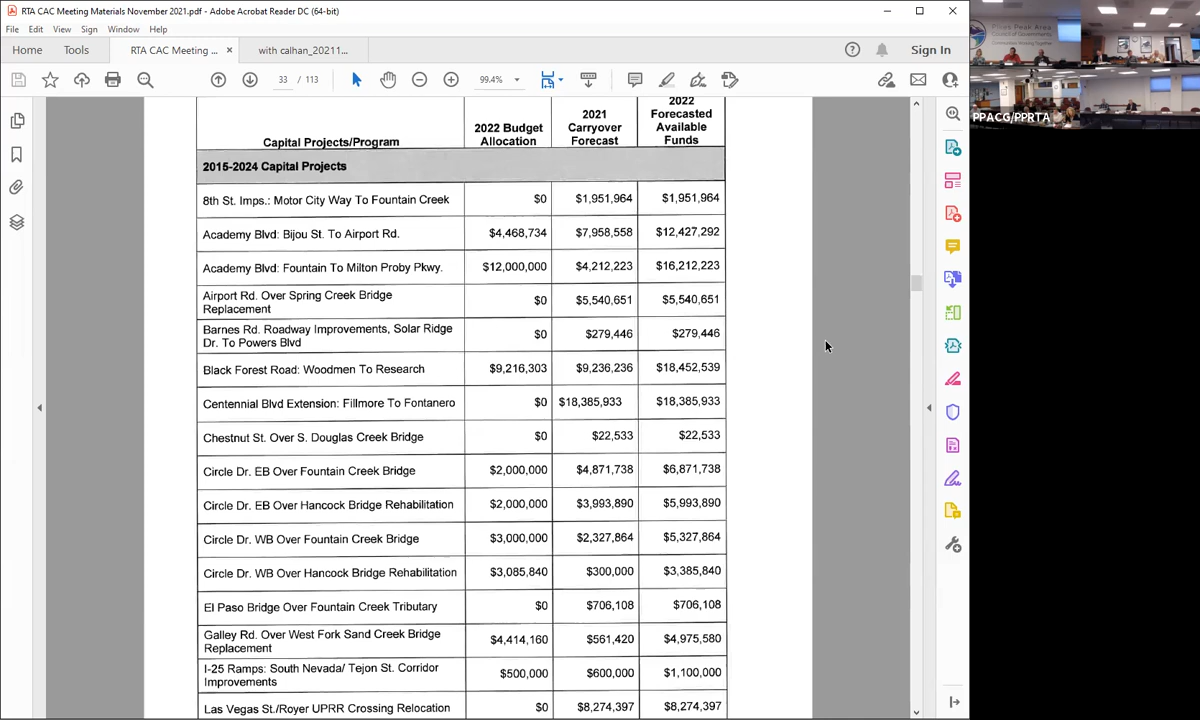 RTA CAC Meeting Materials November 2021.pdf - Adobe Acrobat Reader DC (64-bit)
File Edit View Sign Window Help
Home Tools RTA CAC Meeting ... × with calhan_20211... Sign In
33 / 113 99.4%
Capital Projects/Program 2022 Budget Allocation 2021 Carryover Forecast 2022 Forecasted Available Funds
2015-2024 Capital Projects
8th St. Imps.: Motor City Way To Fountain Creek $0 $1,951,964 $1,951,964
Academy Blvd: Bijou St. To Airport Rd. $4,468,734 $7,958,558 $12,427,292
Academy Blvd: Fountain To Milton Proby Pkwy. $12,000,000 $4,212,223 $16,212,223
Airport Rd. Over Spring Creek Bridge
Replacement $0 $5,540,651 $5,540,651
Barnes Rd. Roadway Improvements, Solar Ridge
Dr. To Powers Blvd $0 $279,446 $279,446
Black Forest Road: Woodmen To Research $9,216,303 $9,236,236 $18,452,539
Centennial Blvd Extension: Fillmore To Fontanero $0 $18,385,933 $18,385,933
Chestnut St. Over S. Douglas Creek Bridge $0 $22,533 $22,533
Circle Dr. EB Over Fountain Creek Bridge $2,000,000 $4,871,738 $6,871,738
Circle Dr. EB Over Hancock Bridge Rehabilitation $2,000,000 $3,993,890 $5,993,890
Circle Dr. WB Over Fountain Creek Bridge $3,000,000 $2,327,864 $5,327,864
Circle Dr. WB Over Hancock Bridge Rehabilitation $3,085,840 $300,000 $3,385,840
El Paso Bridge Over Fountain Creek Tributary $0 $706,108 $706,108
Galley Rd. Over West Fork Sand Creek Bridge
Replacement $4,414,160 $561,420 $4,975,580
I-25 Ramps: South Nevada/ Tejon St. Corridor
Improvements $500,000 $600,000 $1,100,000
Las Vegas St./Royer UPRR Crossing Relocation $0 $8,274,397 $8,274,397
Pikes Peak Area
Council of Governments
PPACG/PPRTA